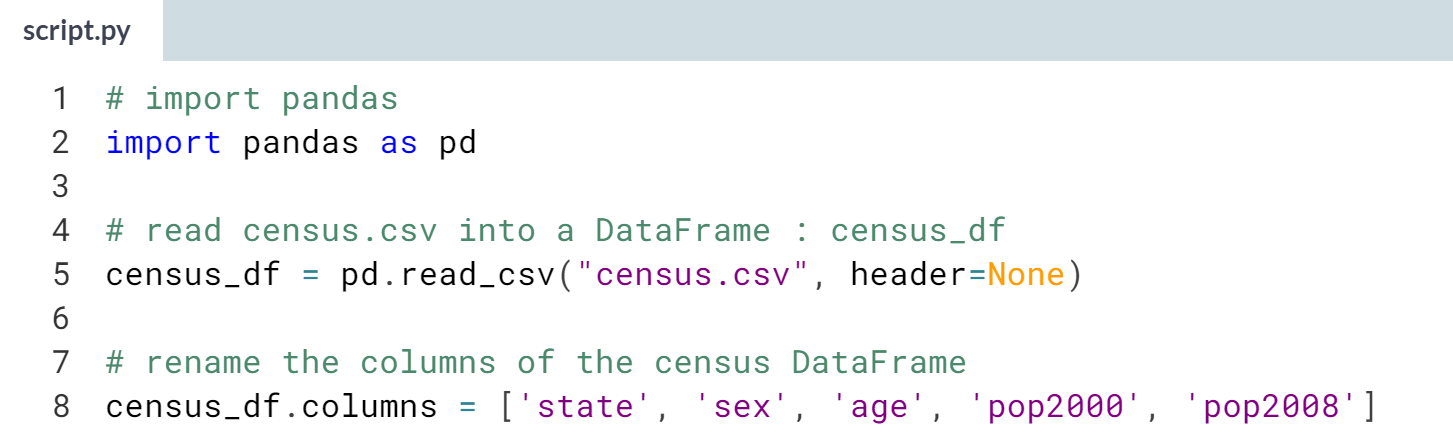 script.py
1 # import pandas
2 import pandas as pd
3
4 # read census.csv into a DataFrame : census_df
5 census_df = pd.read_csv("census.csv", header=None)
6
7 # rename the columns of the census DataFrame
8 census_df.columns = ['state', 'sex', 'age', 'pop2000', 'pop2008']